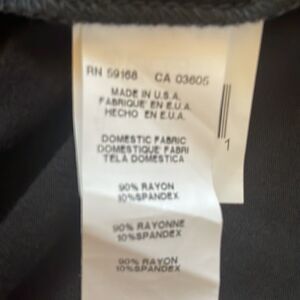 RN 59168 CA 03605
MADE IN U.S.A.
FABRIQUE EN E.U.A.
HECHO EN E.U.A.
1
DOMESTIC FABRIC
DOMESTIQUE FABRI
TELA DOMESTICA
90% RAYON
10%SPANDEX
90% RAYONNE
10%SPANDEX
90% RAYON
10%SPANDEX